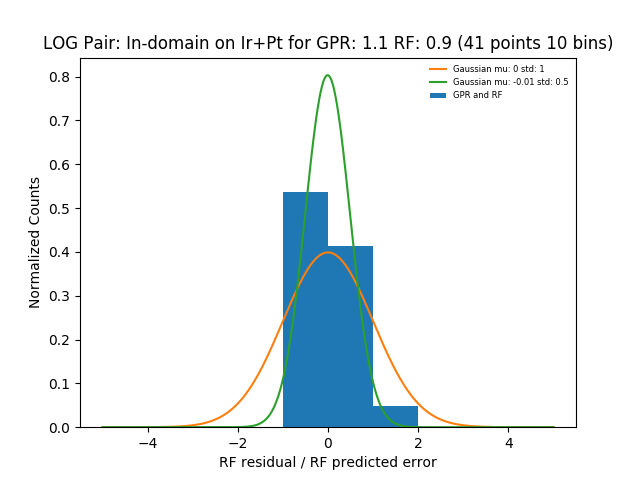 LOG Pair: In-domain on Ir+Pt for GPR: 1.1 RF: 0.9 (41 points 10 bins)
Gaussian mu: 0 std: 1
Gaussian mu: -0.01 std: 0.5
GPR and RF
Normalized Counts
0.8
0.7
0.6
0.5
0.4
0.3
0.2
0.1
0.0
−4 −2 0 2 4
RF residual / RF predicted error